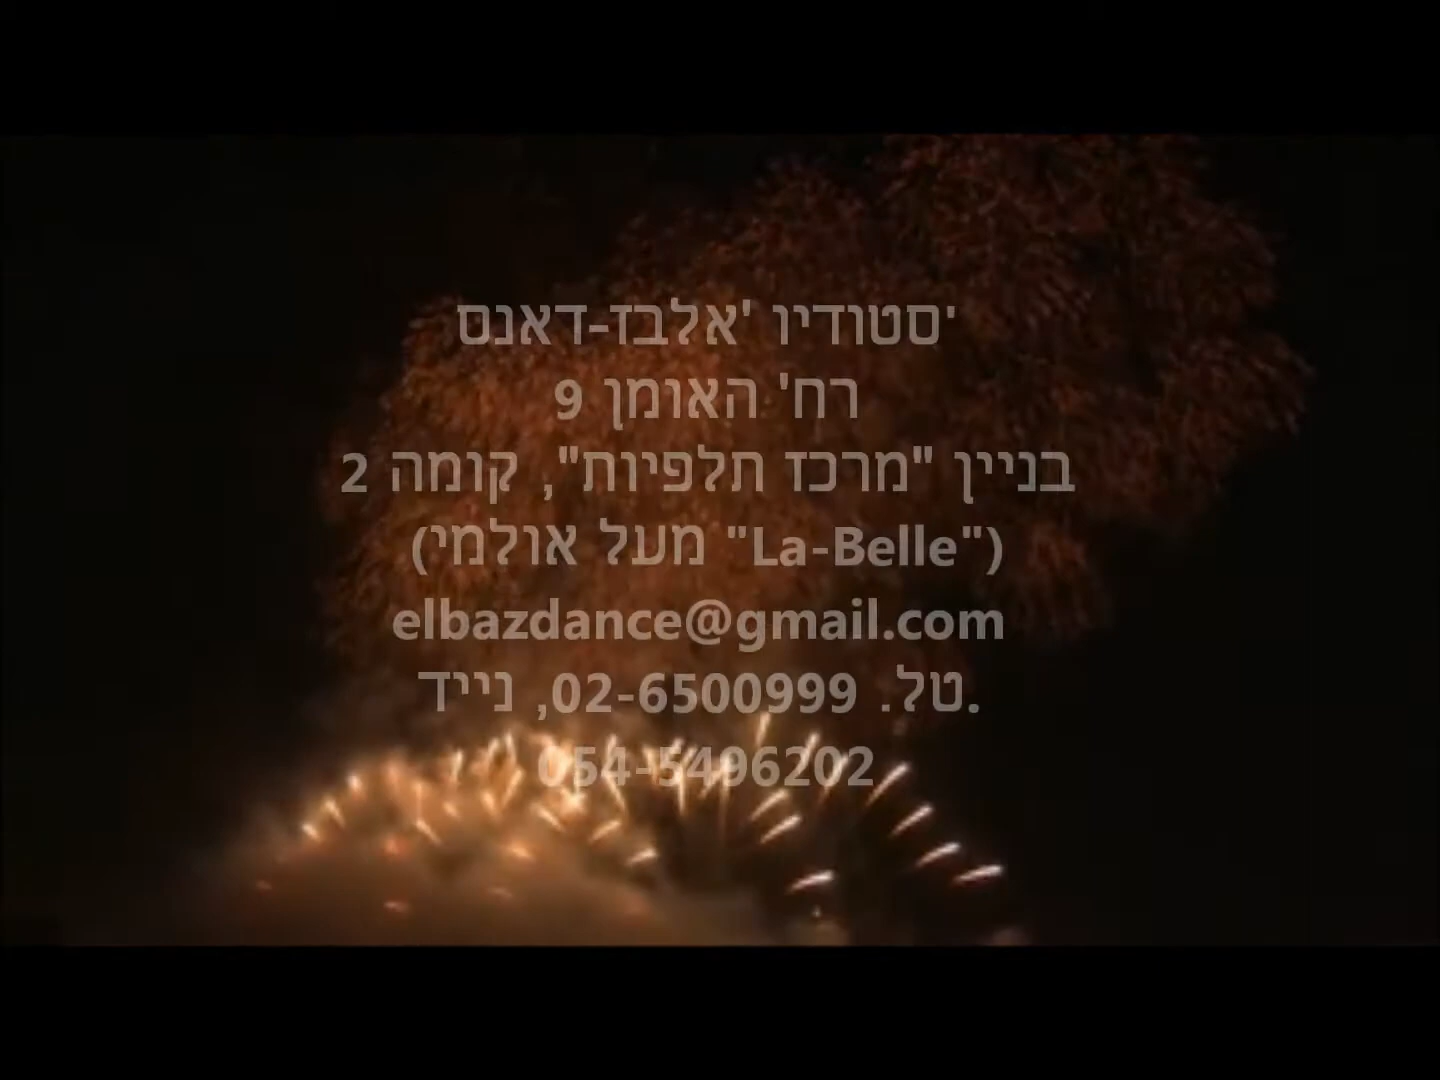 סטודיו 'אלבז-דאנס'
רח' האומן 9
בניין "מרכז תלפיות", קומה 2
(מעל אולמי "La-Belle")
elbazdance@gmail.com
טל. 02-6500999, נייד.
054-5496202